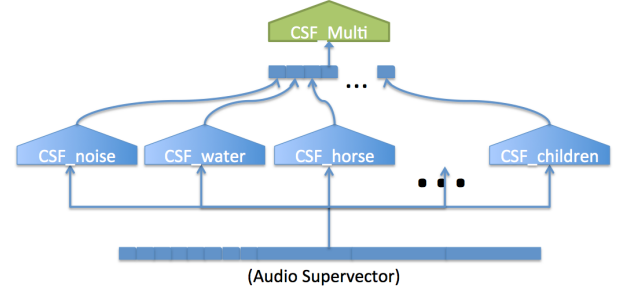 CSF_Multi
...
CSF_noise CSF_water CSF_horse CSF_children
...
(Audio Supervector)